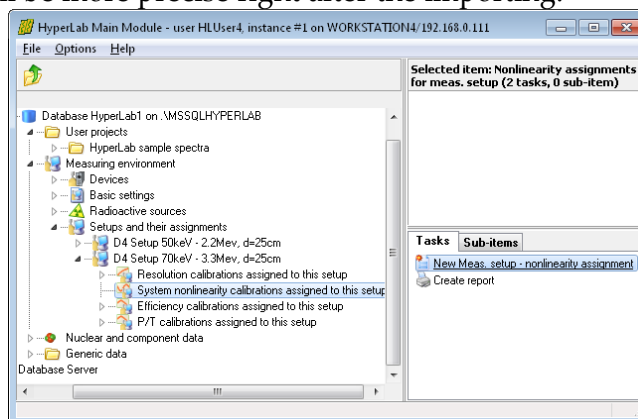 be more precise right after the importing.
HyperLab Main Module - user HLUser4, instance #1 on WORKSTATION4/192.168.0.111
File Options Help
Selected item: Nonlinearity assignments
for meas. setup (2 tasks, 0 sub-item)
Database HyperLab1 on .\MSSQLHYPERLAB
User projects
HyperLab sample spectra
Measuring environment
Devices
Basic settings
Radioactive sources
Setups and their assignments
D4 Setup 50keV - 2.2Mev, d=25cm
D4 Setup 70keV - 3.3Mev, d=25cm
Resolution calibrations assigned to this setup
System nonlinearity calibrations assigned to this setup
Efficiency calibrations assigned to this setup
P/T calibrations assigned to this setup
Nuclear and component data
Generic data
Database Server
Tasks Sub-items
New Meas. setup - nonlinearity assignment
Create report